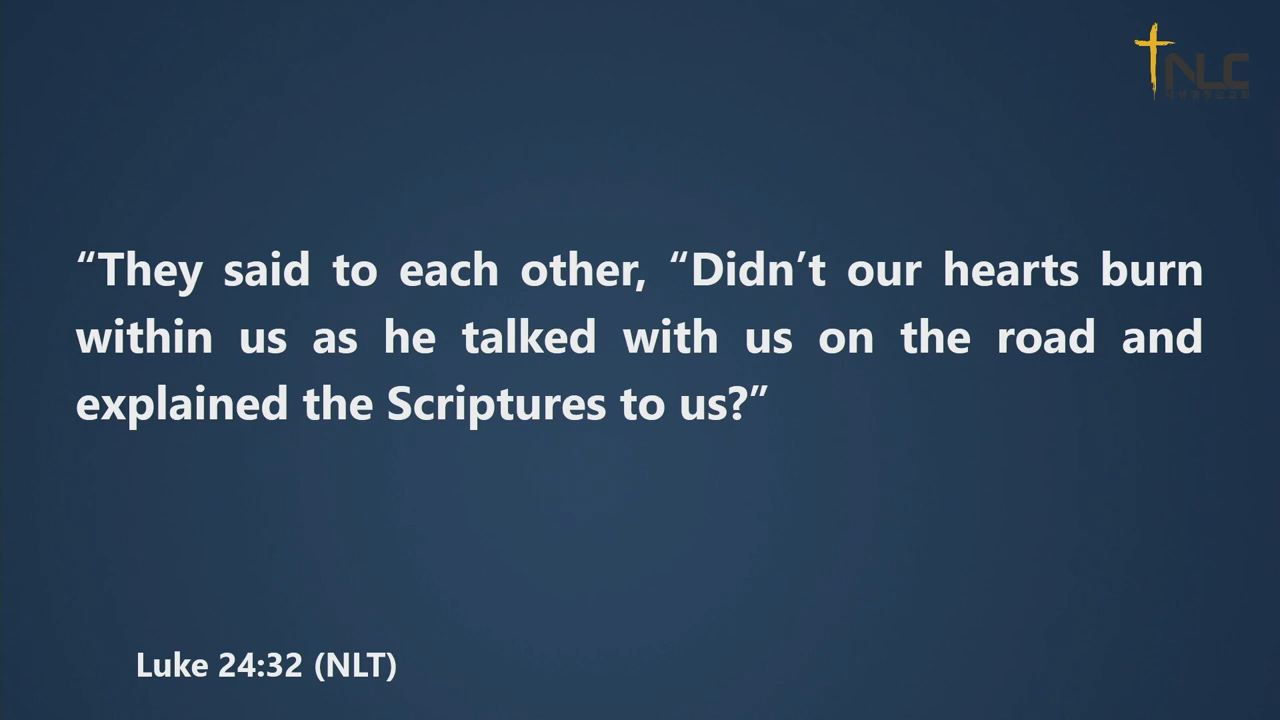 NLC
“They said to each other, “Didn’t our hearts burn
within us as he talked with us on the road and
explained the Scriptures to us?”
Luke 24:32 (NLT)